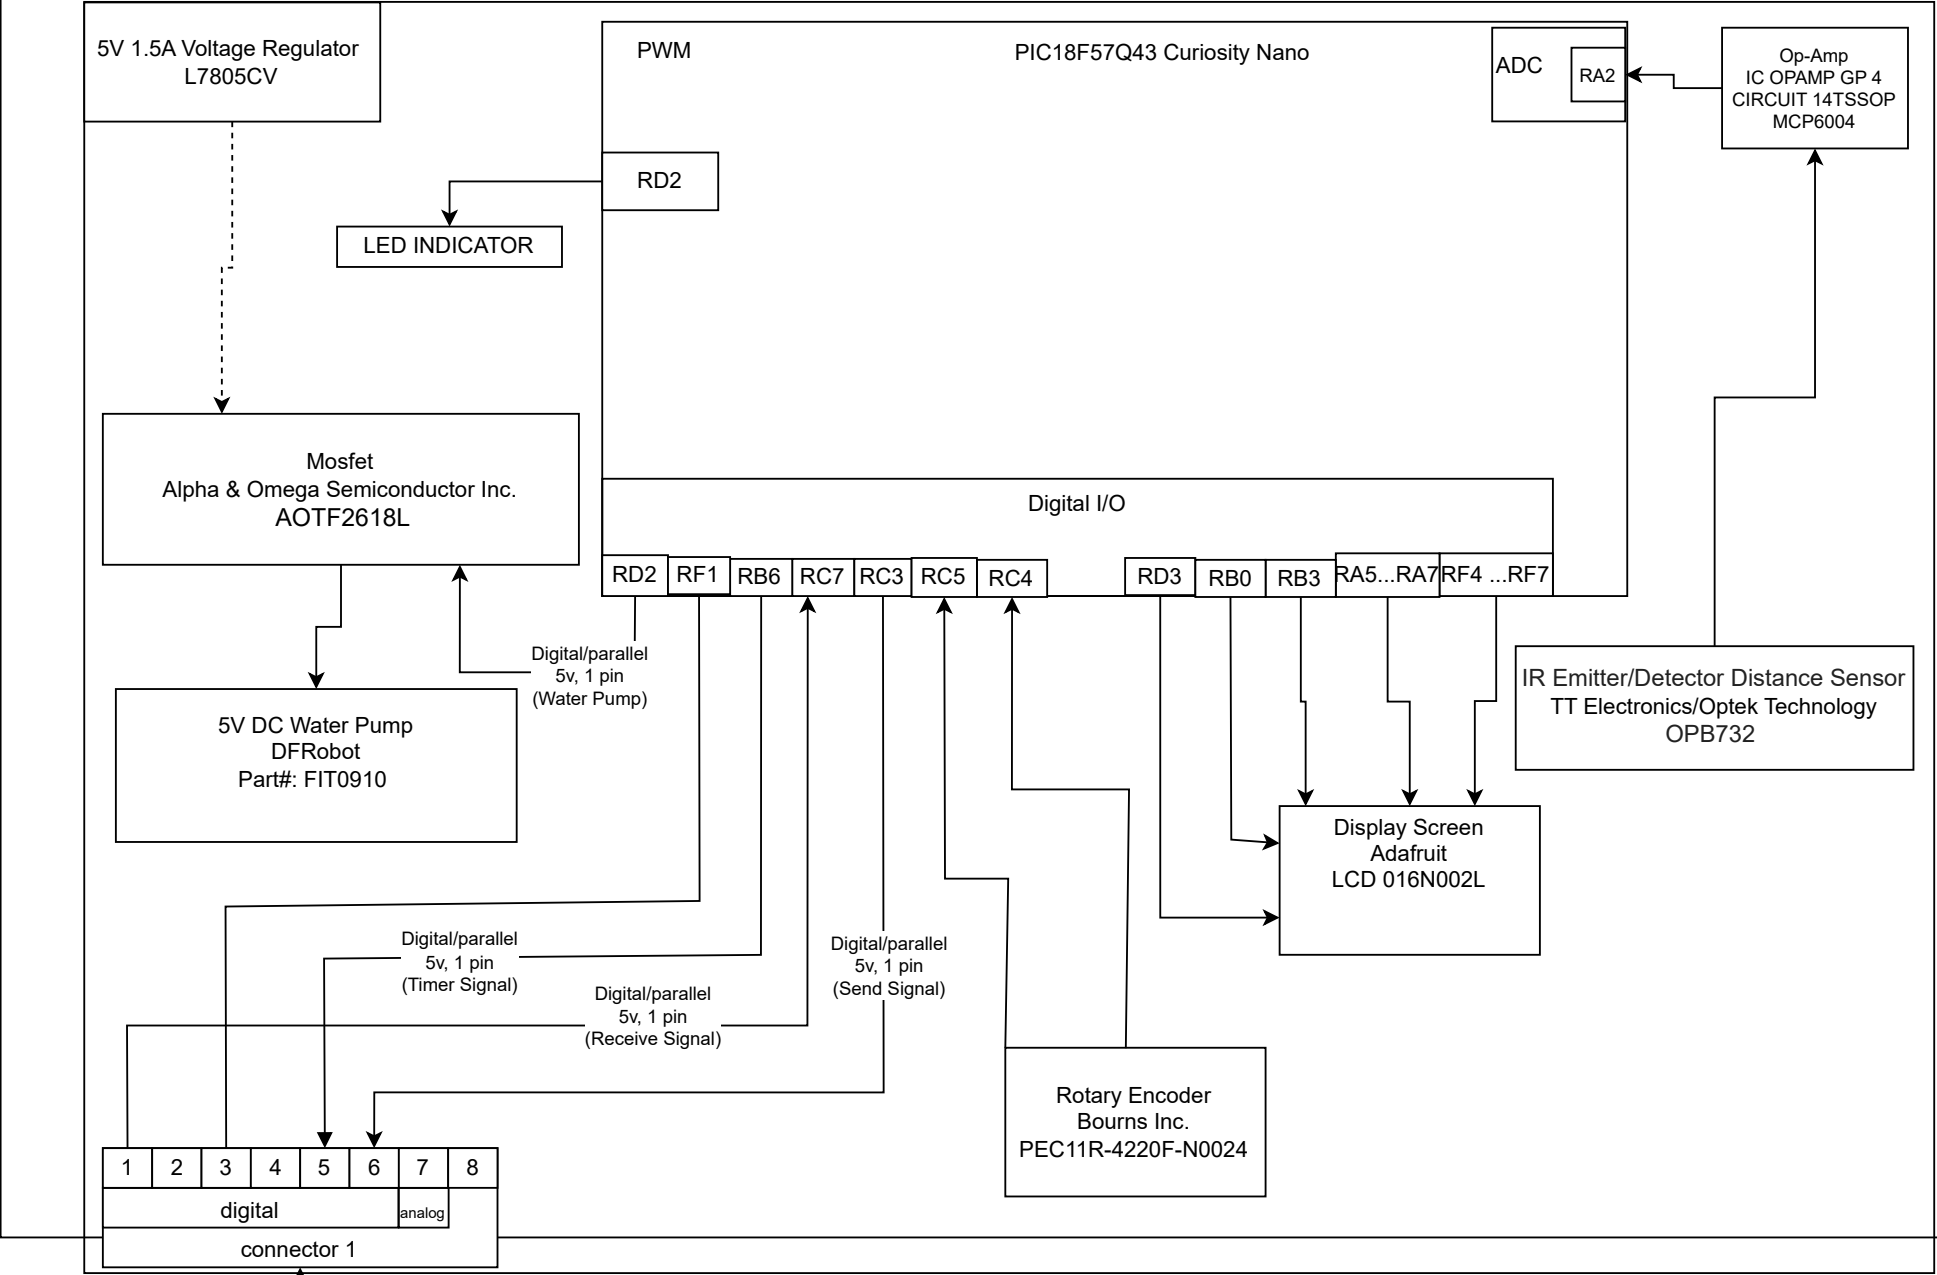 5V 1.5A Voltage Regulator
L7805CV
PWM
PIC18F57Q43 Curiosity Nano
ADC
RA2
Op-Amp
IC OPAMP GP 4
CIRCUIT 14TSSOP
MCP6004
RD2
LED INDICATOR
Mosfet
Alpha & Omega Semiconductor Inc.
AOTF2618L
Digital I/O
RD2
RF1
RB6
RC7
RC3
RC5
RC4
RD3
RB0
RB3
RA5...RA7
RF4 ...RF7
Digital/parallel
5v, 1 pin
(Water Pump)
IR Emitter/Detector Distance Sensor
TT Electronics/Optek Technology
OPB732
5V DC Water Pump
DFRobot
Part#: FIT0910
Display Screen
Adafruit
LCD 016N002L
Digital/parallel
5v, 1 pin
(Timer Signal)
Digital/parallel
5v, 1 pin
(Send Signal)
Digital/parallel
5v, 1 pin
(Receive Signal)
Rotary Encoder
Bourns Inc.
PEC11R-4220F-N0024
1 2 3 4 5 6 7 8
digital
analog
connector 1